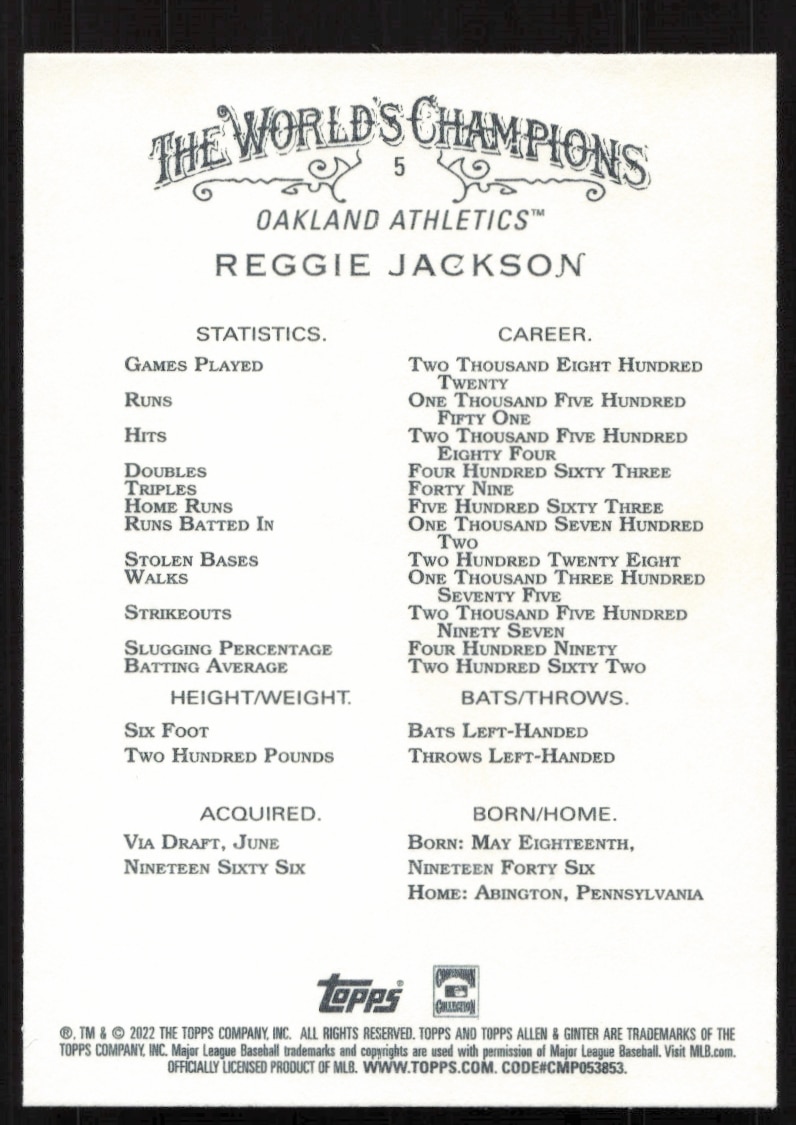 THE WORLD'S CHAMPIONS
5
OAKLAND ATHLETICS™
REGGIE JACKSON
STATISTICS. CAREER.
GAMES PLAYED TWO THOUSAND EIGHT HUNDRED
TWENTY
RUNS ONE THOUSAND FIVE HUNDRED
FIFTY ONE
HITS TWO THOUSAND FIVE HUNDRED
EIGHTY FOUR
DOUBLES FOUR HUNDRED SIXTY THREE
TRIPLES FORTY NINE
HOME RUNS FIVE HUNDRED SIXTY THREE
RUNS BATTED IN ONE THOUSAND SEVEN HUNDRED
TWO
STOLEN BASES TWO HUNDRED TWENTY EIGHT
WALKS ONE THOUSAND THREE HUNDRED
SEVENTY FIVE
STRIKEOUTS TWO THOUSAND FIVE HUNDRED
NINETY SEVEN
SLUGGING PERCENTAGE FOUR HUNDRED NINETY
BATTING AVERAGE TWO HUNDRED SIXTY TWO
HEIGHT/WEIGHT. BATS/THROWS.
SIX FOOT BATS LEFT-HANDED
TWO HUNDRED POUNDS THROWS LEFT-HANDED
ACQUIRED. BORN/HOME.
VIA DRAFT, JUNE BORN: MAY EIGHTEENTH,
NINETEEN SIXTY SIX NINETEEN FORTY SIX
HOME: ABINGTON, PENNSYLVANIA
topps® COOPERSTOWN
COLLECTION
®, TM & © 2022 THE TOPPS COMPANY, INC. ALL RIGHTS RESERVED. TOPPS AND TOPPS ALLEN & GINTER ARE TRADEMARKS OF THE
TOPPS COMPANY, INC. Major League Baseball trademarks and copyrights are used with permission of Major League Baseball. Visit MLB.com.
OFFICIALLY LICENSED PRODUCT OF MLB. WWW.TOPPS.COM. CODE#CMP053853.